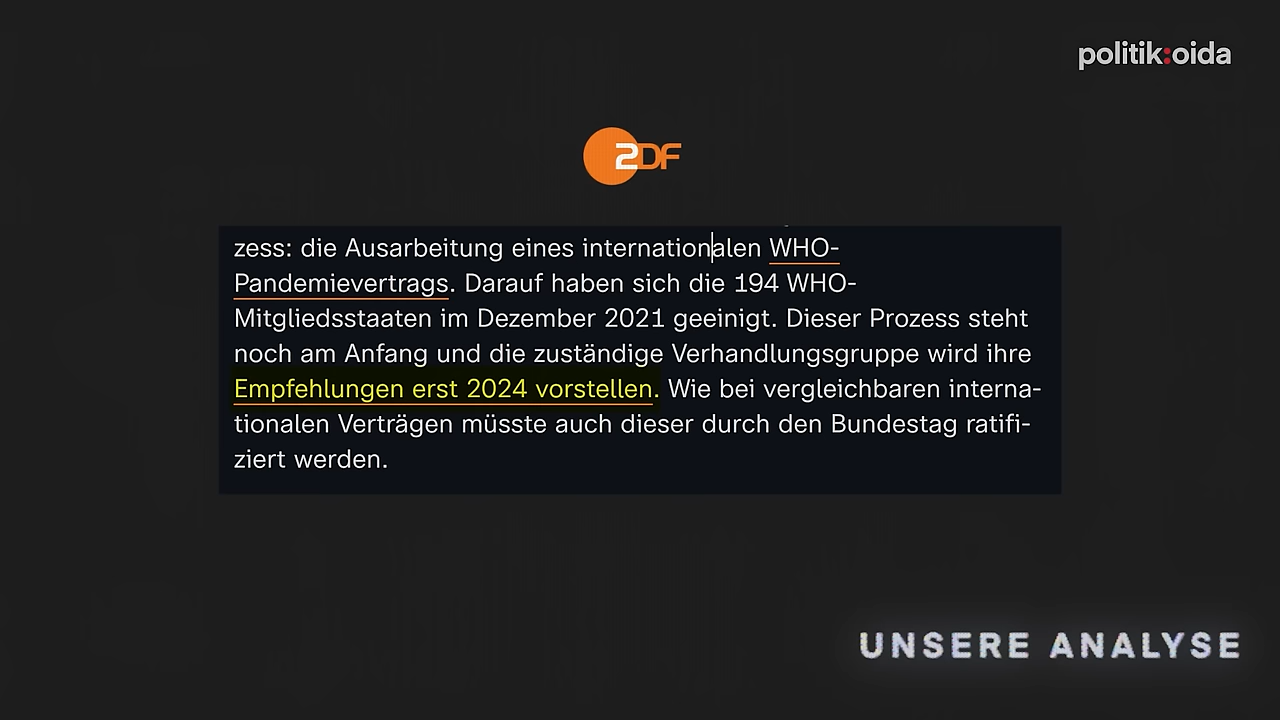 politik:oida
ZDF
zess: die Ausarbeitung eines internationalen WHO-
Pandemievertrags. Darauf haben sich die 194 WHO-
Mitgliedsstaaten im Dezember 2021 geeinigt. Dieser Prozess steht
noch am Anfang und die zuständige Verhandlungsgruppe wird ihre
Empfehlungen erst 2024 vorstellen. Wie bei vergleichbaren interna-
tionalen Verträgen müsste auch dieser durch den Bundestag ratifi-
ziert werden.
UNSERE ANALYSE